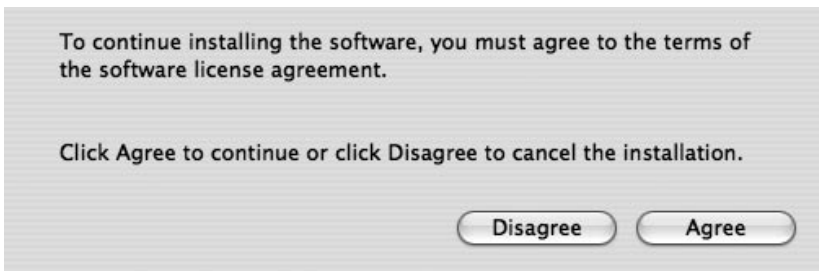 To continue installing the software, you must agree to the terms of
the software license agreement.
Click Agree to continue or click Disagree to cancel the installation.
Disagree Agree